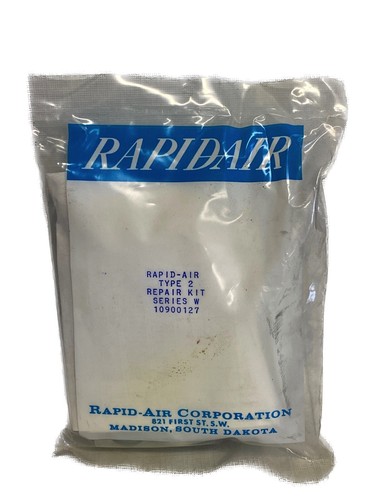 RAPIDAIR
RAPID-AIR
TYPE 2
REPAIR KIT
SERIES W
10900127
RAPID-AIR CORPORATION
821 FIRST ST. S.W.
MADISON, SOUTH DAKOTA